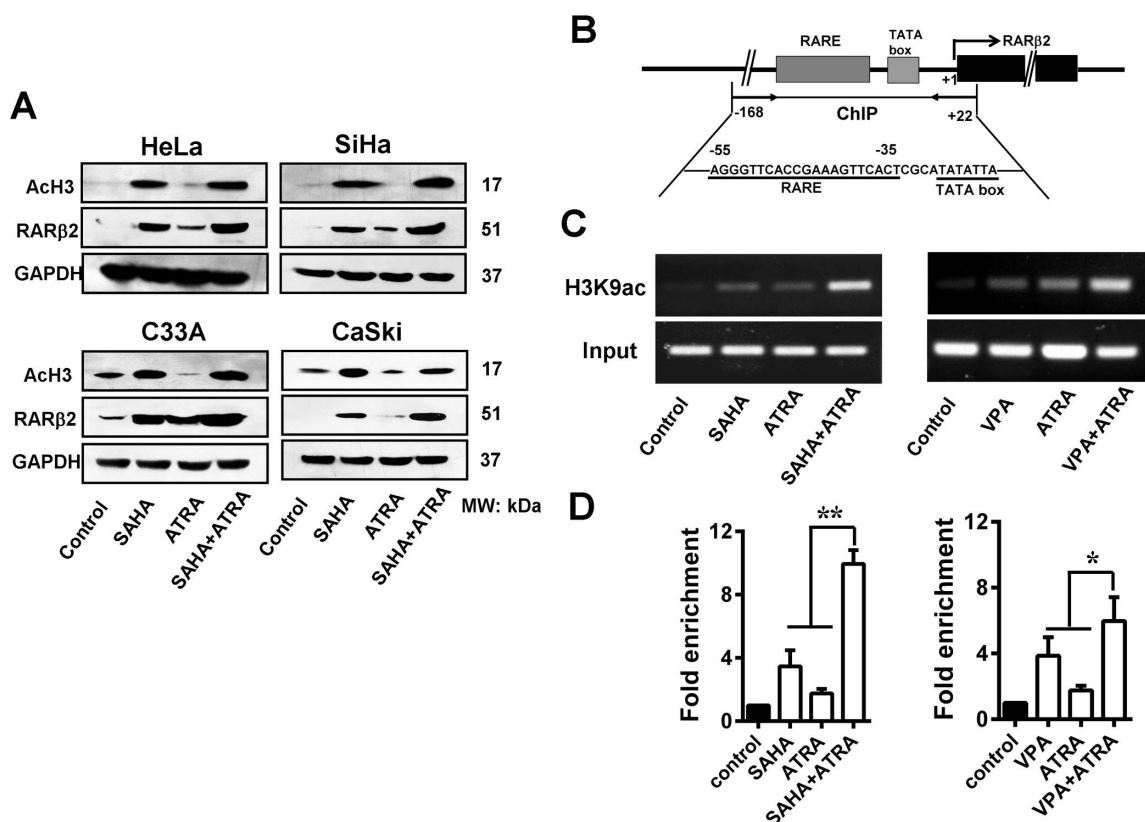 A
HeLa
SiHa
AcH3
17
RARβ2
51
GAPDH
37
C33A
CaSki
AcH3
17
RARβ2
51
GAPDH
37
Control
SAHA
ATRA
SAHA+ATRA
Control
SAHA
ATRA
SAHA+ATRA
MW: kDa
B
RARE
TATA
box
RARβ2
+1
-168
ChIP
+22
-55
-35
AGGGTTCACCGAAAGTTCACTCGCATATATTA
RARE
TATA box
C
H3K9ac
Input
Control
SAHA
ATRA
SAHA+ATRA
Control
VPA
ATRA
VPA+ATRA
D
Fold enrichment
12
8
4
0
**
control
SAHA
ATRA
SAHA+ATRA
Fold enrichment
12
8
4
0
*
control
VPA
ATRA
VPA+ATRA